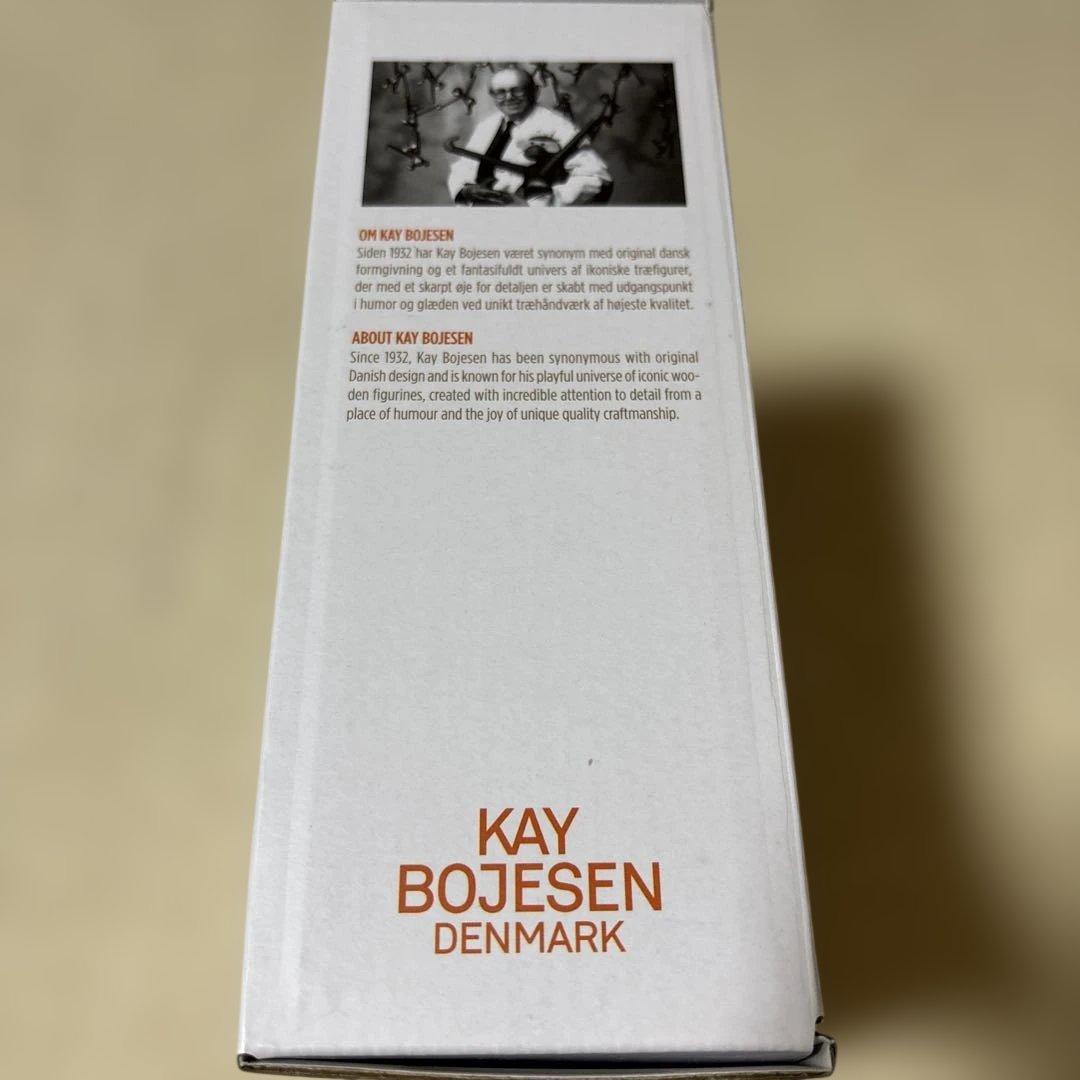 OM KAY BOJESEN
Siden 1932 har Kay Bojesen været synonym med original dansk
formgivning og et fantasifuldt univers af ikoniske træfigurer,
der med et skarpt øje for detaljen er skabt med udgangspunkt
i humor og glæden ved unikt træhåndværk af højeste kvalitet.
ABOUT KAY BOJESEN
Since 1932, Kay Bojesen has been synonymous with original
Danish design and is known for his playful universe of iconic woo-
den figurines, created with incredible attention to detail from a
place of humour and the joy of unique quality craftmanship.
KAY
BOJESEN
DENMARK